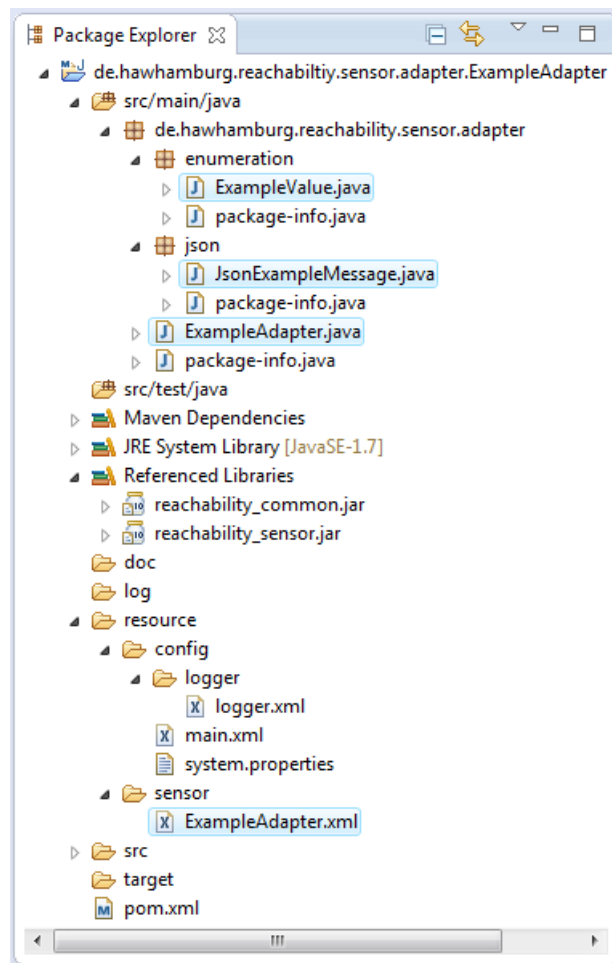 Package Explorer
de.hawhamburg.reachabiltiy.sensor.adapter.ExampleAdapter
src/main/java
de.hawhamburg.reachability.sensor.adapter
enumeration
ExampleValue.java
package-info.java
json
JsonExampleMessage.java
package-info.java
ExampleAdapter.java
package-info.java
src/test/java
Maven Dependencies
JRE System Library [JavaSE-1.7]
Referenced Libraries
reachability_common.jar
reachability_sensor.jar
doc
log
resource
config
logger
logger.xml
main.xml
system.properties
sensor
ExampleAdapter.xml
src
target
pom.xml